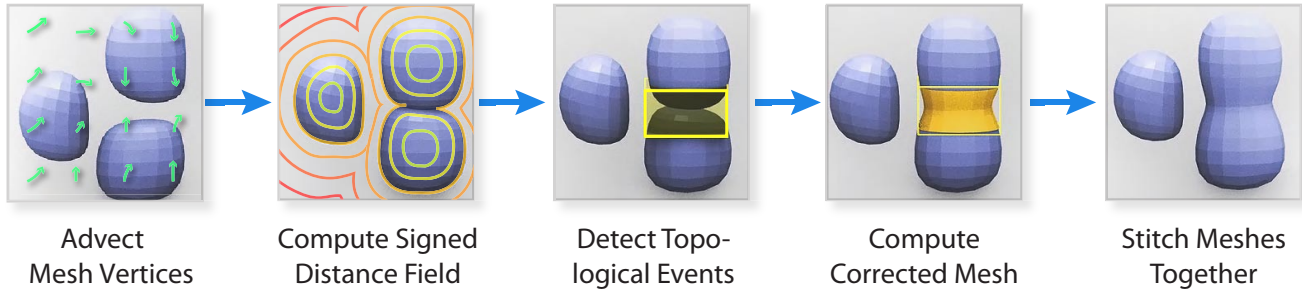 Advect
Mesh Vertices
Compute Signed
Distance Field
Detect Topo-
logical Events
Compute
Corrected Mesh
Stitch Meshes
Together